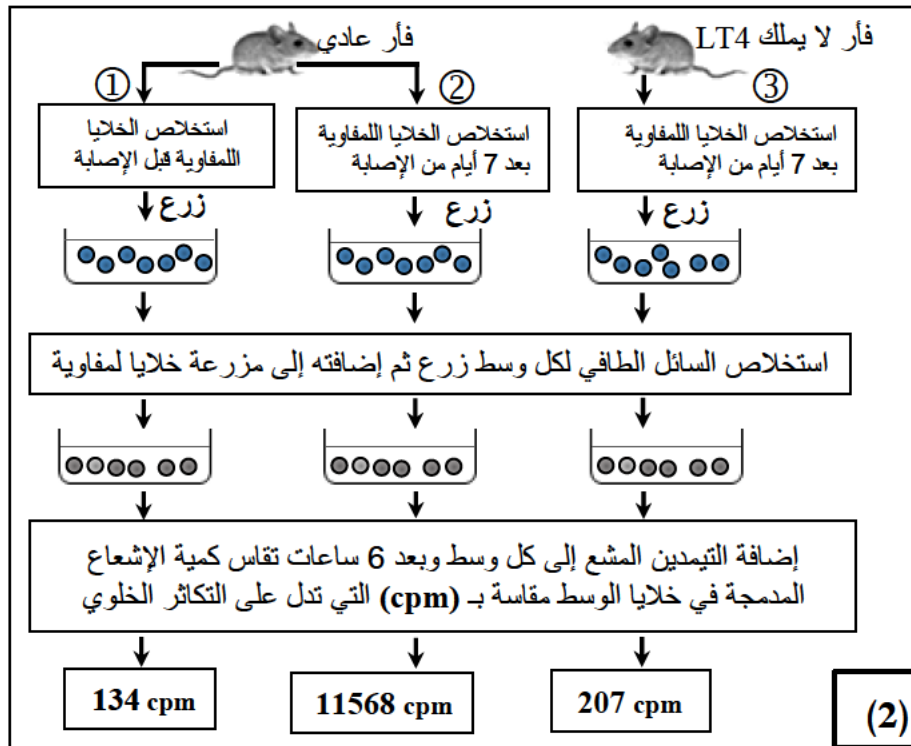 فأر عادي
فأر لا يملك LT4
①
②
③
استخلاص الخلايا
اللمفاوية قبل الإصابة
استخلاص الخلايا اللمفاوية
بعد 7 أيام من الإصابة
استخلاص الخلايا اللمفاوية
بعد 7 أيام من الإصابة
زرع
زرع
زرع
استخلاص السائل الطافي لكل وسط زرع ثم إضافته إلى مزرعة خلايا لمفاوية
إضافة التيمدين المشع إلى كل وسط وبعد 6 ساعات تقاس كمية الإشعاع
المدمجة في خلايا الوسط مقاسة بـ (cpm) التي تدل على التكاثر الخلوي
134 cpm
11568 cpm
207 cpm
(2)